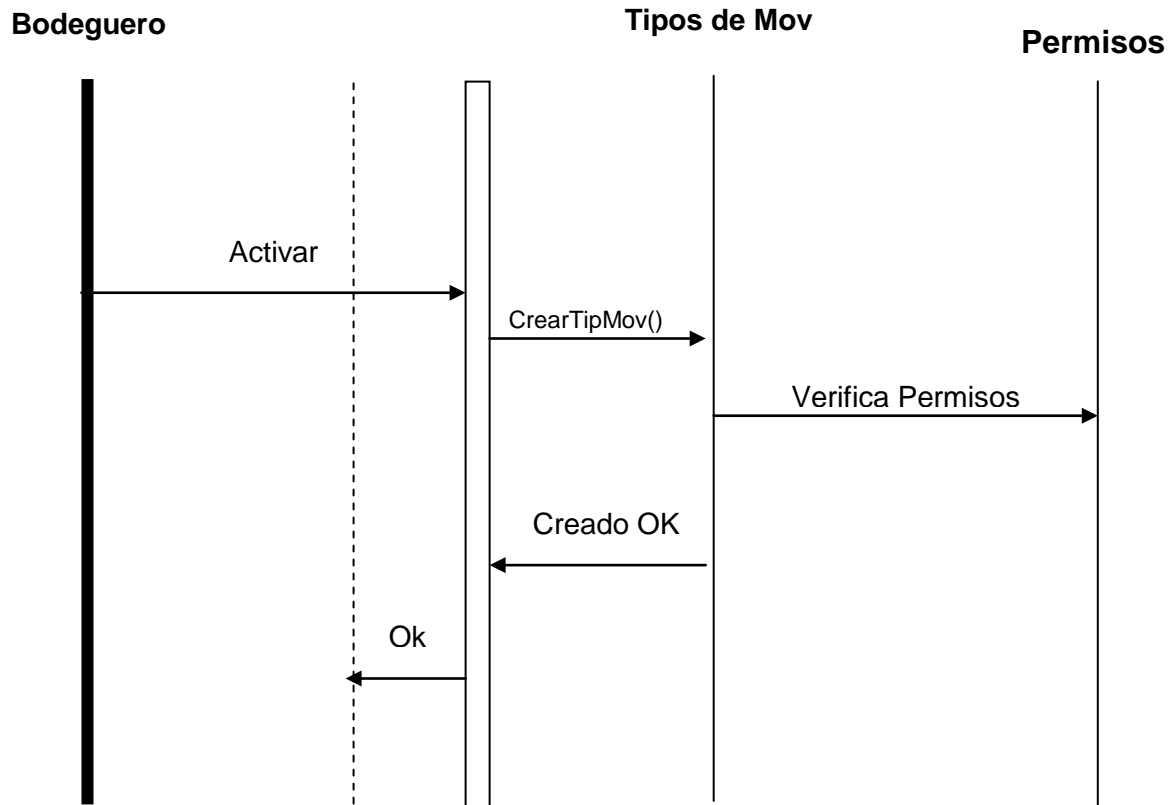 Bodeguero
Tipos de Mov
Permisos
Activar
CrearTipMov()
Verifica Permisos
Creado OK
Ok